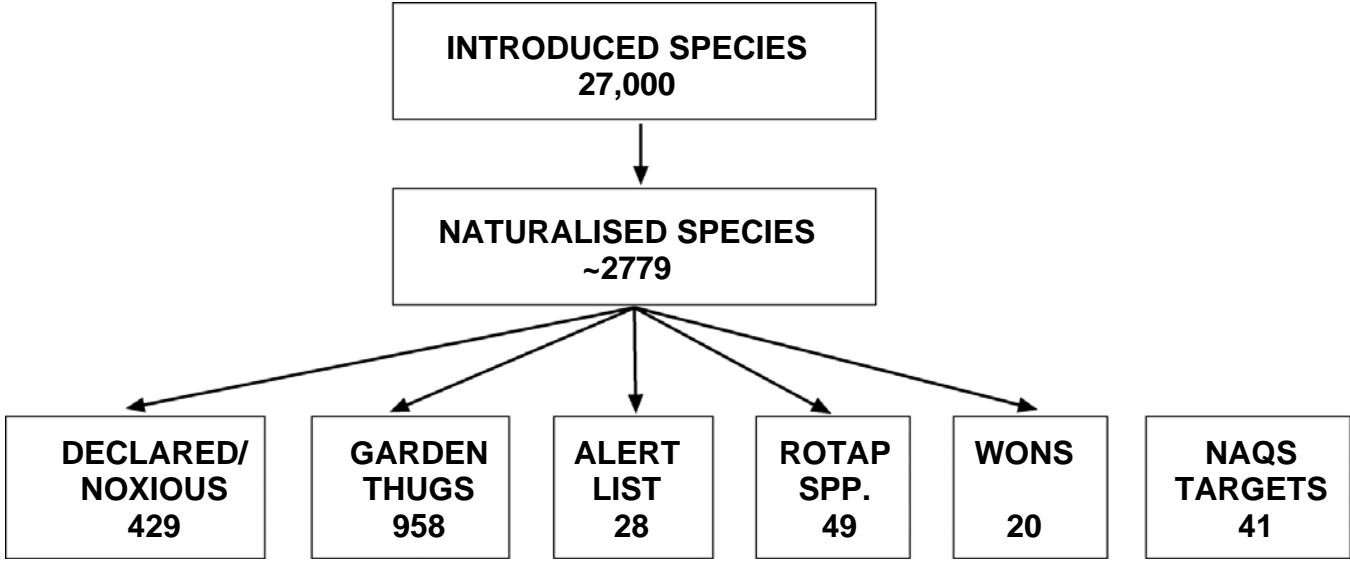 INTRODUCED SPECIES
27,000
NATURALISED SPECIES
~2779
DECLARED/
NOXIOUS
429
GARDEN
THUGS
958
ALERT
LIST
28
ROTAP
SPP.
49
WONS
20
NAQS
TARGETS
41